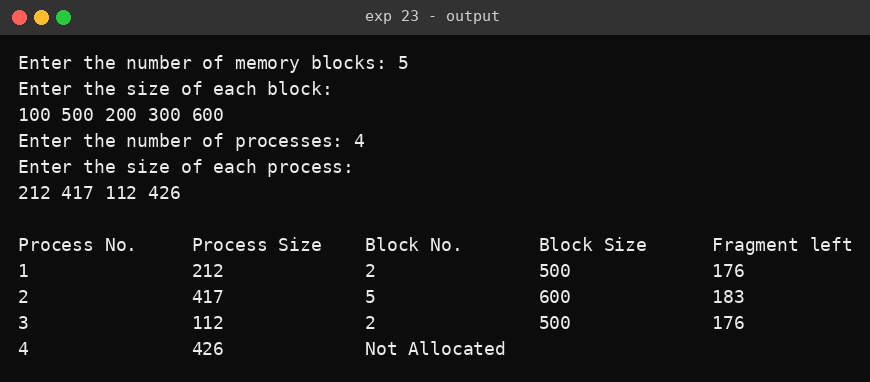 exp 23 - output
Enter the number of memory blocks: 5
Enter the size of each block:
100 500 200 300 600
Enter the number of processes: 4
Enter the size of each process:
212 417 112 426
Process No. Process Size Block No. Block Size Fragment left
1 212 2 500 176
2 417 5 600 183
3 112 2 500 176
4 426 Not Allocated